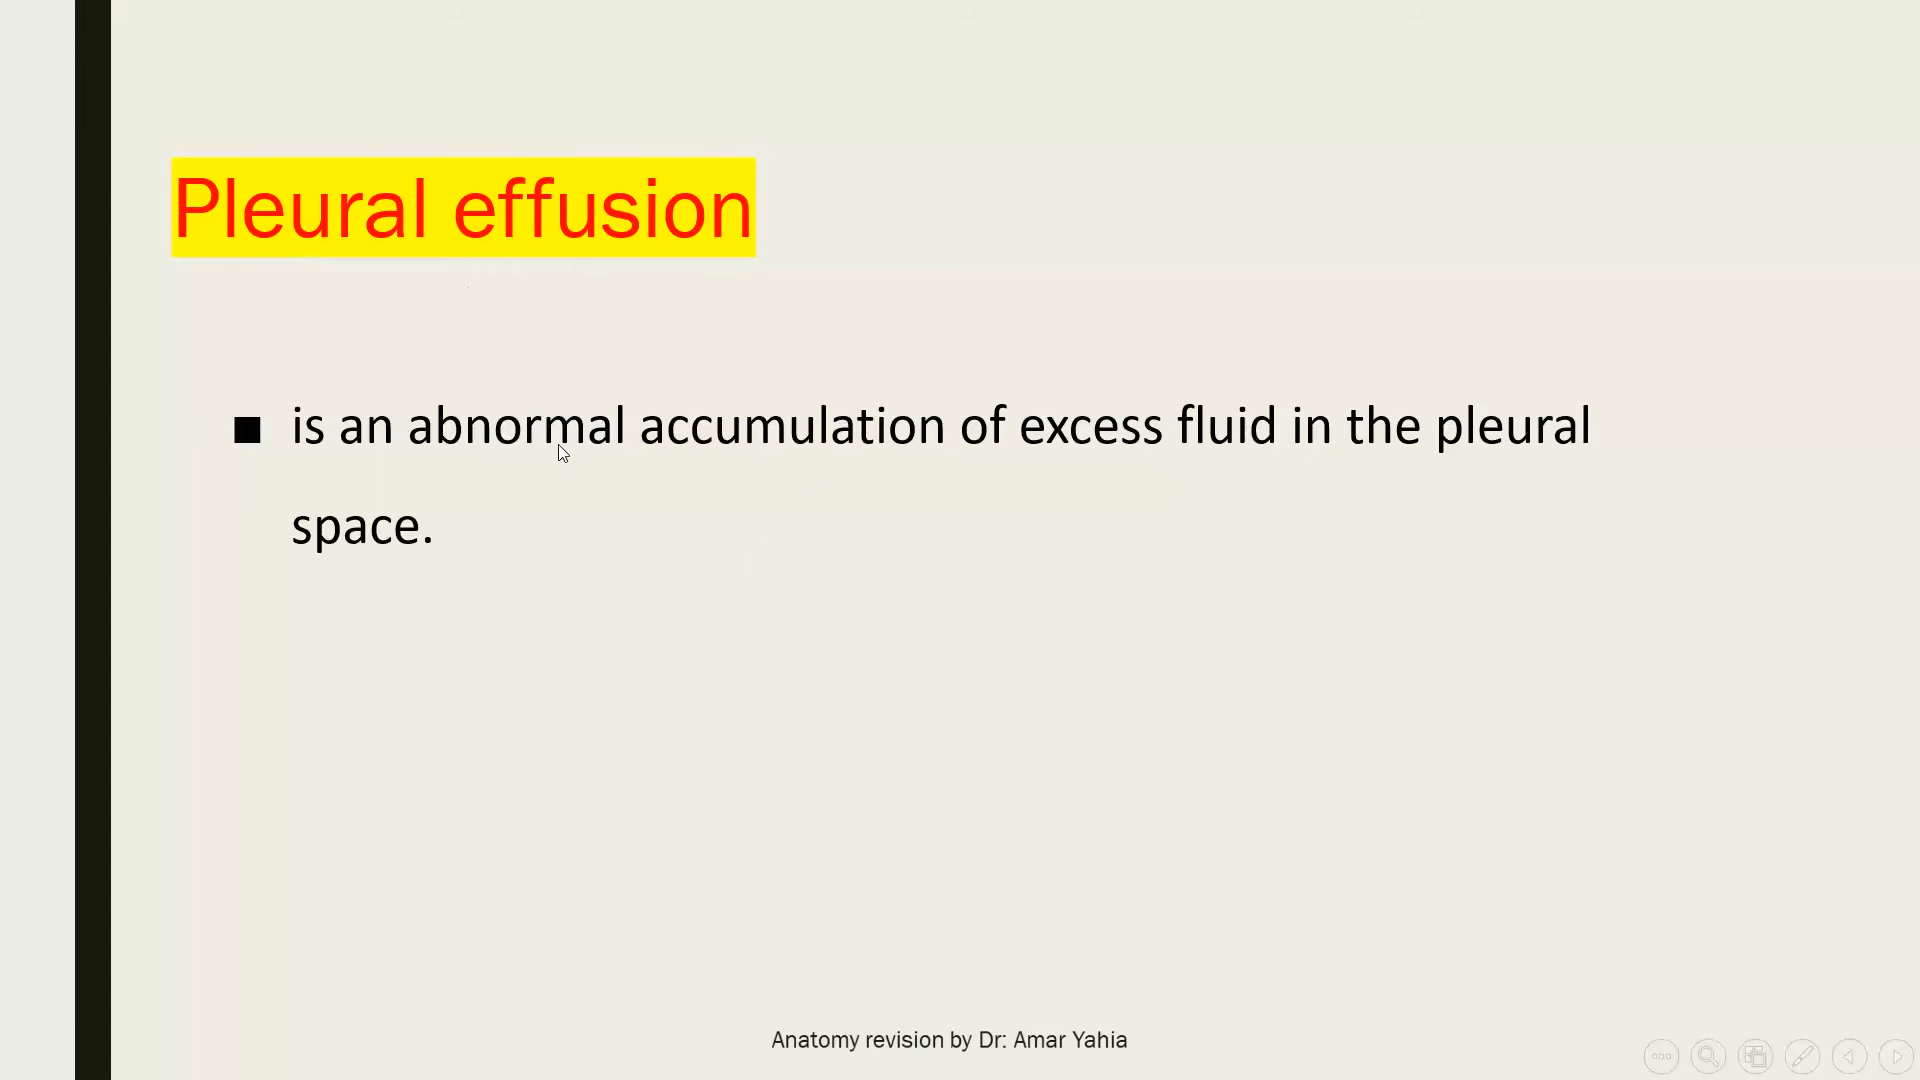 Pleural effusion
■ is an abnormal accumulation of excess fluid in the pleural
space.
Anatomy revision by Dr: Amar Yahia